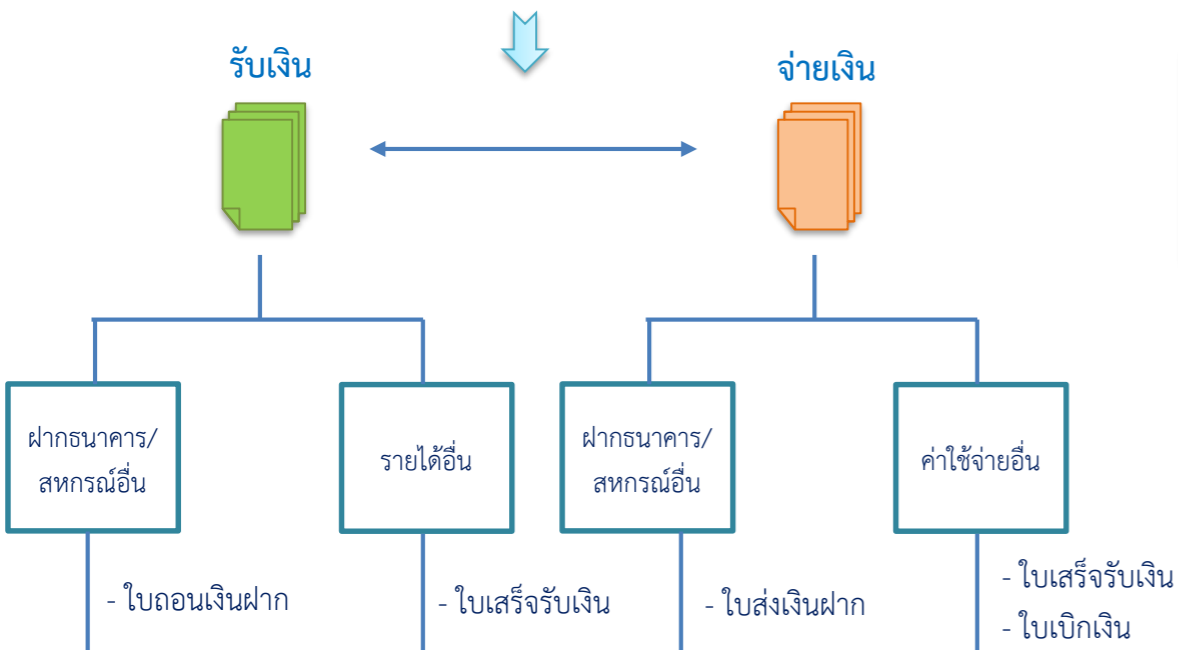 รับเงิน
จ่ายเงิน
ฝากธนาคาร/
สหกรณ์อื่น
รายได้อื่น
ฝากธนาคาร/
สหกรณ์อื่น
ค่าใช้จ่ายอื่น
- ใบถอนเงินฝาก
- ใบเสร็จรับเงิน
- ใบส่งเงินฝาก
- ใบเสร็จรับเงิน
- ใบเบิกเงิน